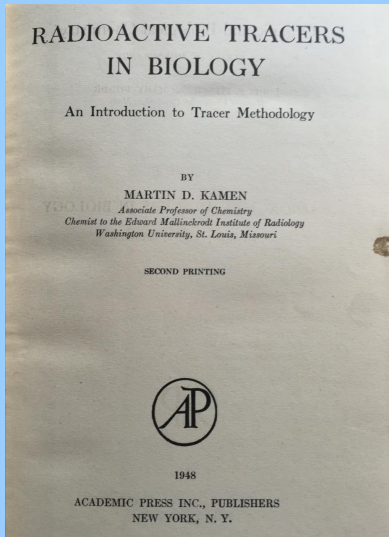 RADIOACTIVE TRACERS
IN BIOLOGY
An Introduction to Tracer Methodology
BY
MARTIN D. KAMEN
Associate Professor of Chemistry
Chemist to the Edward Mallinckrodt Institute of Radiology
Washington University, St. Louis, Missouri
SECOND PRINTING
AP
1948
ACADEMIC PRESS INC., PUBLISHERS
NEW YORK, N. Y.